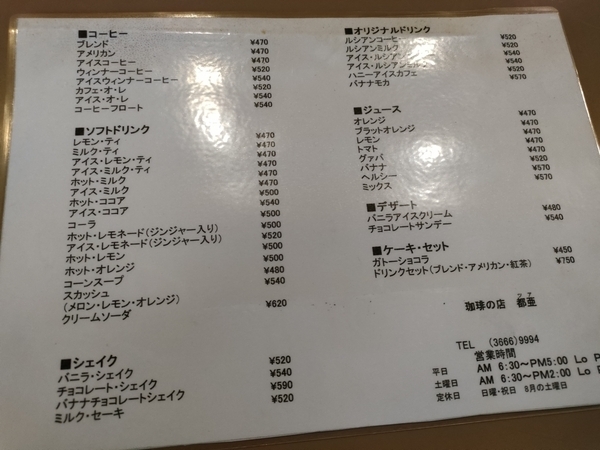 ■コーヒー
ブレンド ¥470
アメリカン ¥470
アイスコーヒー ¥470
ウィンナーコーヒー ¥520
アイスウィンナーコーヒー ¥540
カフェ・オ・レ ¥520
アイス・オ・レ ¥540
コーヒーフロート ¥540
■ソフトドリンク
レモン・ティ ¥470
ミルク・ティ ¥470
アイス・レモン・ティ ¥470
アイス・ミルク・ティ ¥470
ホット・ミルク ¥470
アイス・ミルク ¥500
ホット・ココア ¥540
アイス・ココア ¥500
コーラ ¥500
ホット・レモネード(ジンジャー入り) ¥520
アイス・レモネード(ジンジャー入り) ¥500
ホット・レモン ¥500
ホット・オレンジ ¥480
コーンスープ ¥540
スカッシュ
(メロン・レモン・オレンジ) ¥620
クリームソーダ
■シェイク
バニラ・シェイク ¥520
チョコレート・シェイク ¥540
バナナチョコレートシェイク ¥590
ミルク・セーキ ¥520
■オリジナルドリンク
ルシアンコーヒー ¥520
ルシアンミルク ¥520
アイス・ルシアン ¥540
アイス・ルシアンミルク ¥540
ハニーアイスカフェ ¥570
バナナモカ
■ジュース
オレンジ ¥470
ブラットオレンジ ¥470
レモン ¥470
トマト ¥470
グァバ ¥520
バナナ ¥570
ヘルシー ¥570
ミックス
■デザート
バニラアイスクリーム ¥480
チョコレートサンデー ¥540
■ケーキ・セット
ガトーショコラ ¥450
ドリンクセット(ブレンド・アメリカン・紅茶) ¥750
珈琲の店 都亜
TEL (3666)9994
営業時間
平日 AM 6:30~PM5:00 Lo
土曜日 AM 6:30~PM2:00 Lo
定休日 日曜・祝日 8月の土曜日